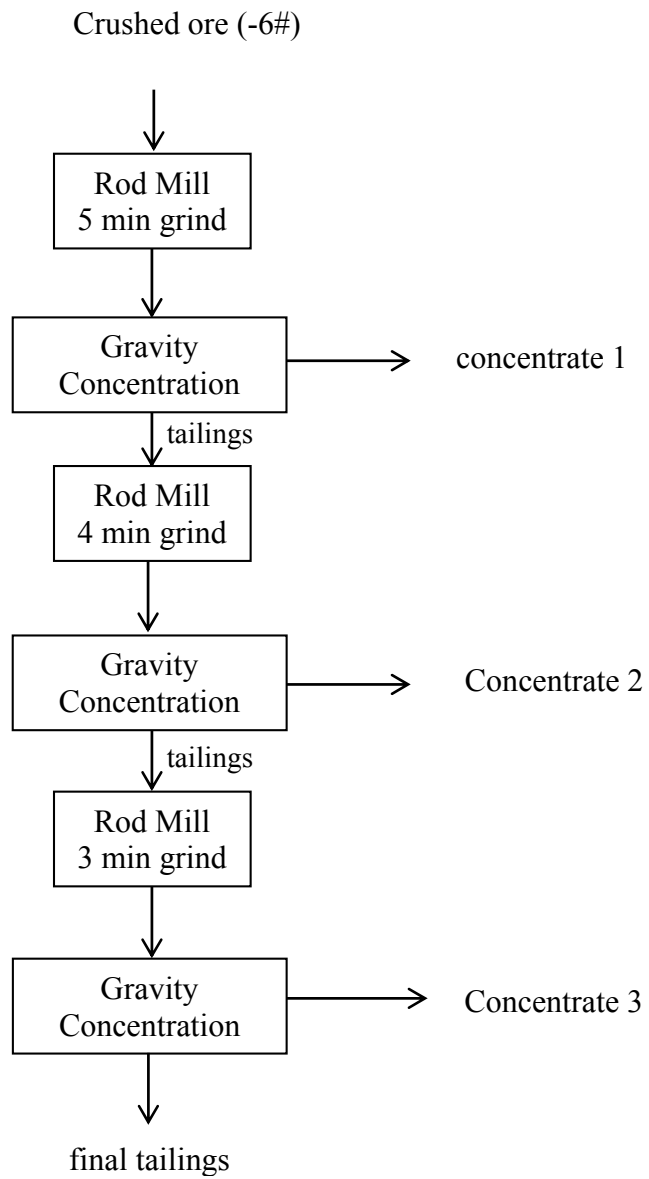 Crushed ore (-6#)
Rod Mill
5 min grind
Gravity
Concentration
concentrate 1
tailings
Rod Mill
4 min grind
Gravity
Concentration
Concentrate 2
tailings
Rod Mill
3 min grind
Gravity
Concentration
Concentrate 3
final tailings